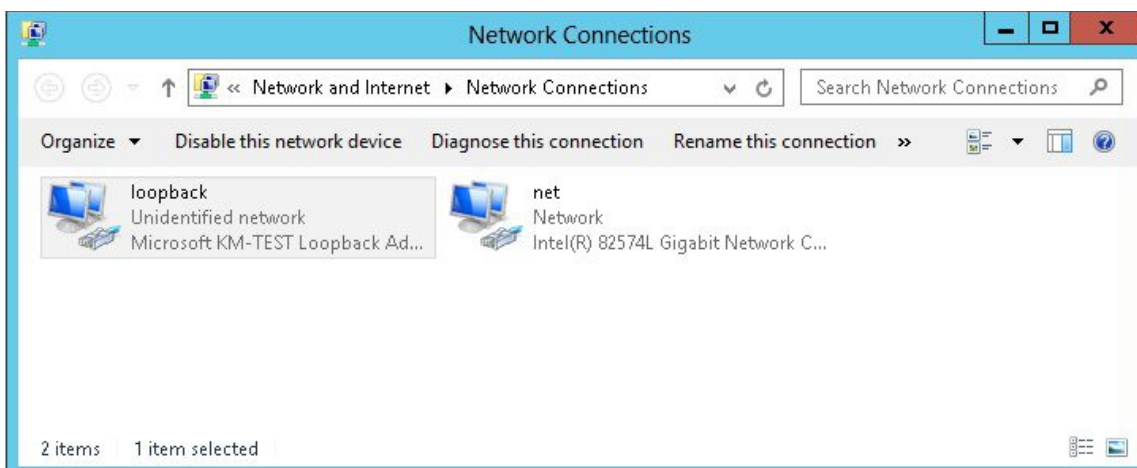 Network Connections
« Network and Internet ▸ Network Connections
Search Network Connections
Organize ▾ Disable this network device Diagnose this connection Rename this connection »
loopback
Unidentified network
Microsoft KM-TEST Loopback Ad...
net
Network
Intel(R) 82574L Gigabit Network C...
2 items 1 item selected